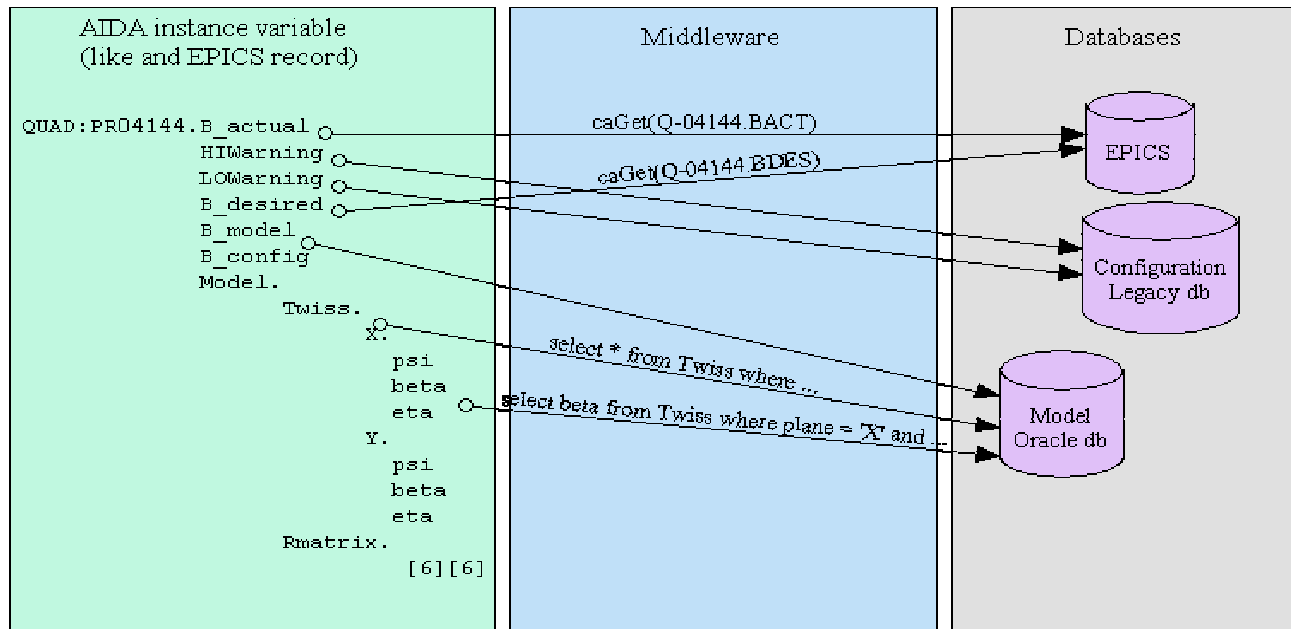 AIDA instance variable
(like and EPICS record)
QUAD:PR04144.B_actual
HIWarning
LOWarning
B_desired
B_model
B_config
Model.
Twiss.
X.
psi
beta
eta
Y.
psi
beta
eta
Rmatrix.
[6][6]
Middleware
caGet(Q-04144.BACT)
caGet(Q-04144.BDES)
select * from Twiss where ...
select beta from Twiss where plane = 'X' and ...
Databases
EPICS
Configuration
Legacy db
Model
Oracle db